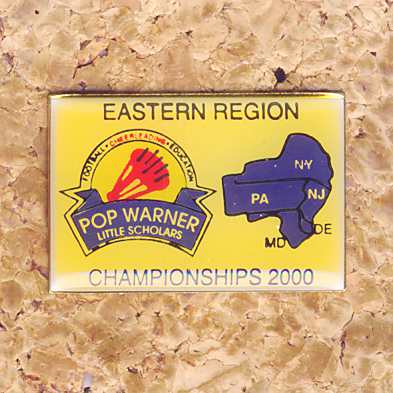 EASTERN REGION
FOOTBALL • CHEERLEADING • EDUCATION
POP WARNER
LITTLE SCHOLARS
NY
PA
NJ
MD
DE
CHAMPIONSHIPS 2000